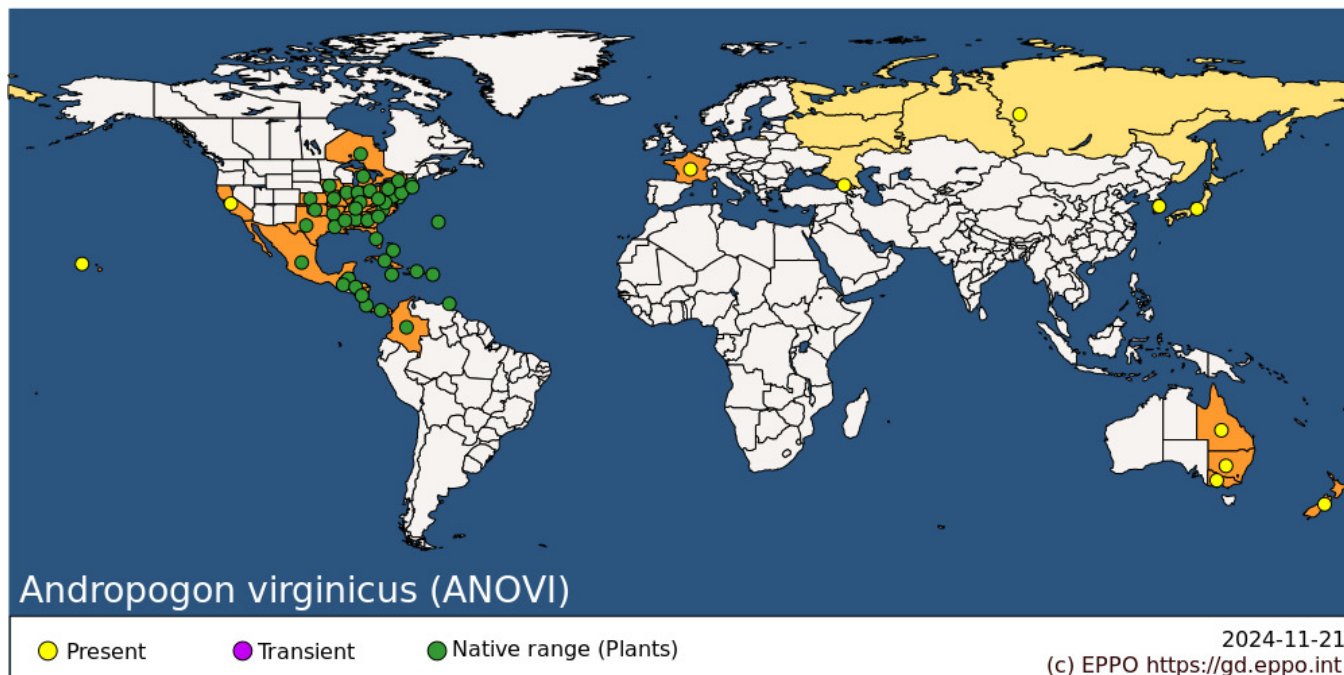 Andropogon virginicus (ANOVI)
Present
Transient
Native range (Plants)
2024-11-21
(c) EPPO https://gd.eppo.int